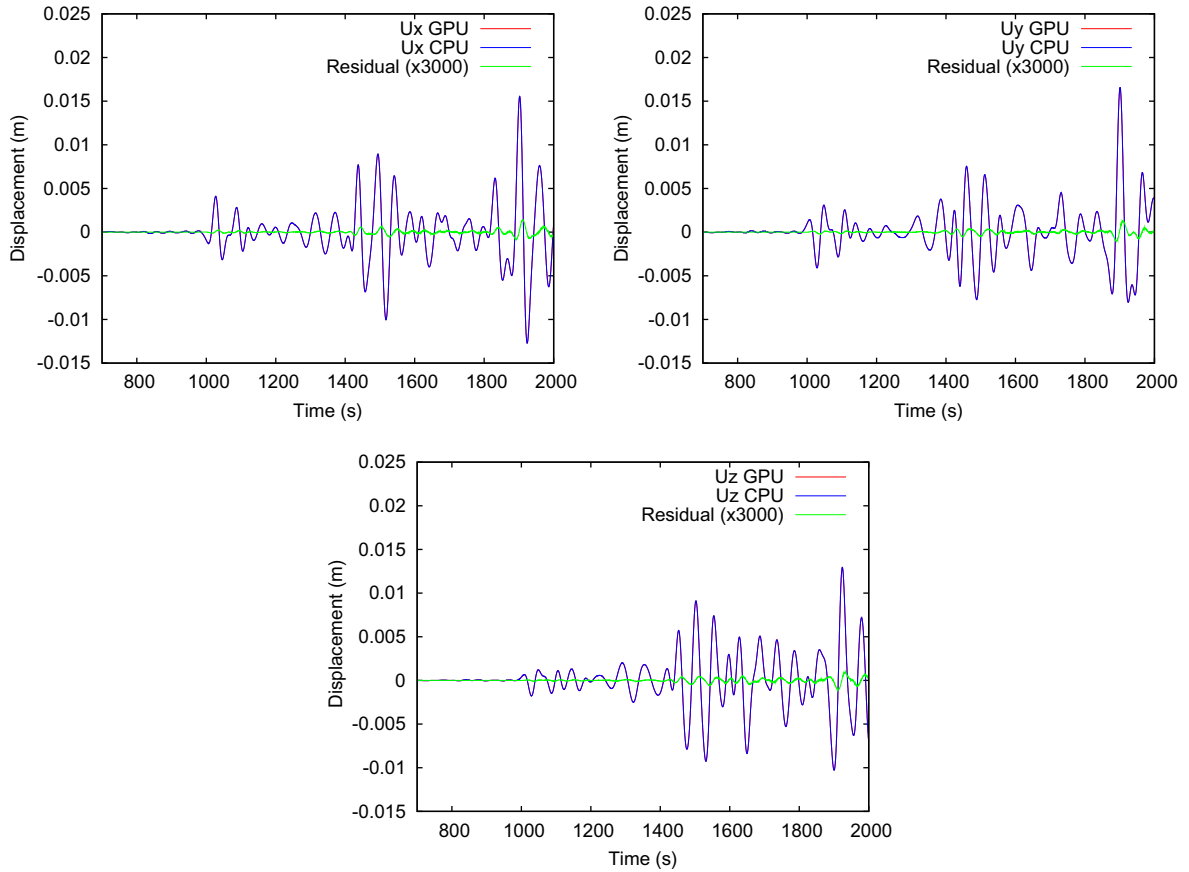 0.025
0.02
0.015
0.01
0.005
0
-0.005
-0.01
-0.015
Displacement (m)
800 1000 1200 1400 1600 1800 2000
Time (s)
Ux GPU
Ux CPU
Residual (x3000)
0.025
0.02
0.015
0.01
0.005
0
-0.005
-0.01
-0.015
Displacement (m)
800 1000 1200 1400 1600 1800 2000
Time (s)
Uy GPU
Uy CPU
Residual (x3000)
0.025
0.02
0.015
0.01
0.005
0
-0.005
-0.01
-0.015
Displacement (m)
800 1000 1200 1400 1600 1800 2000
Time (s)
Uz GPU
Uz CPU
Residual (x3000)